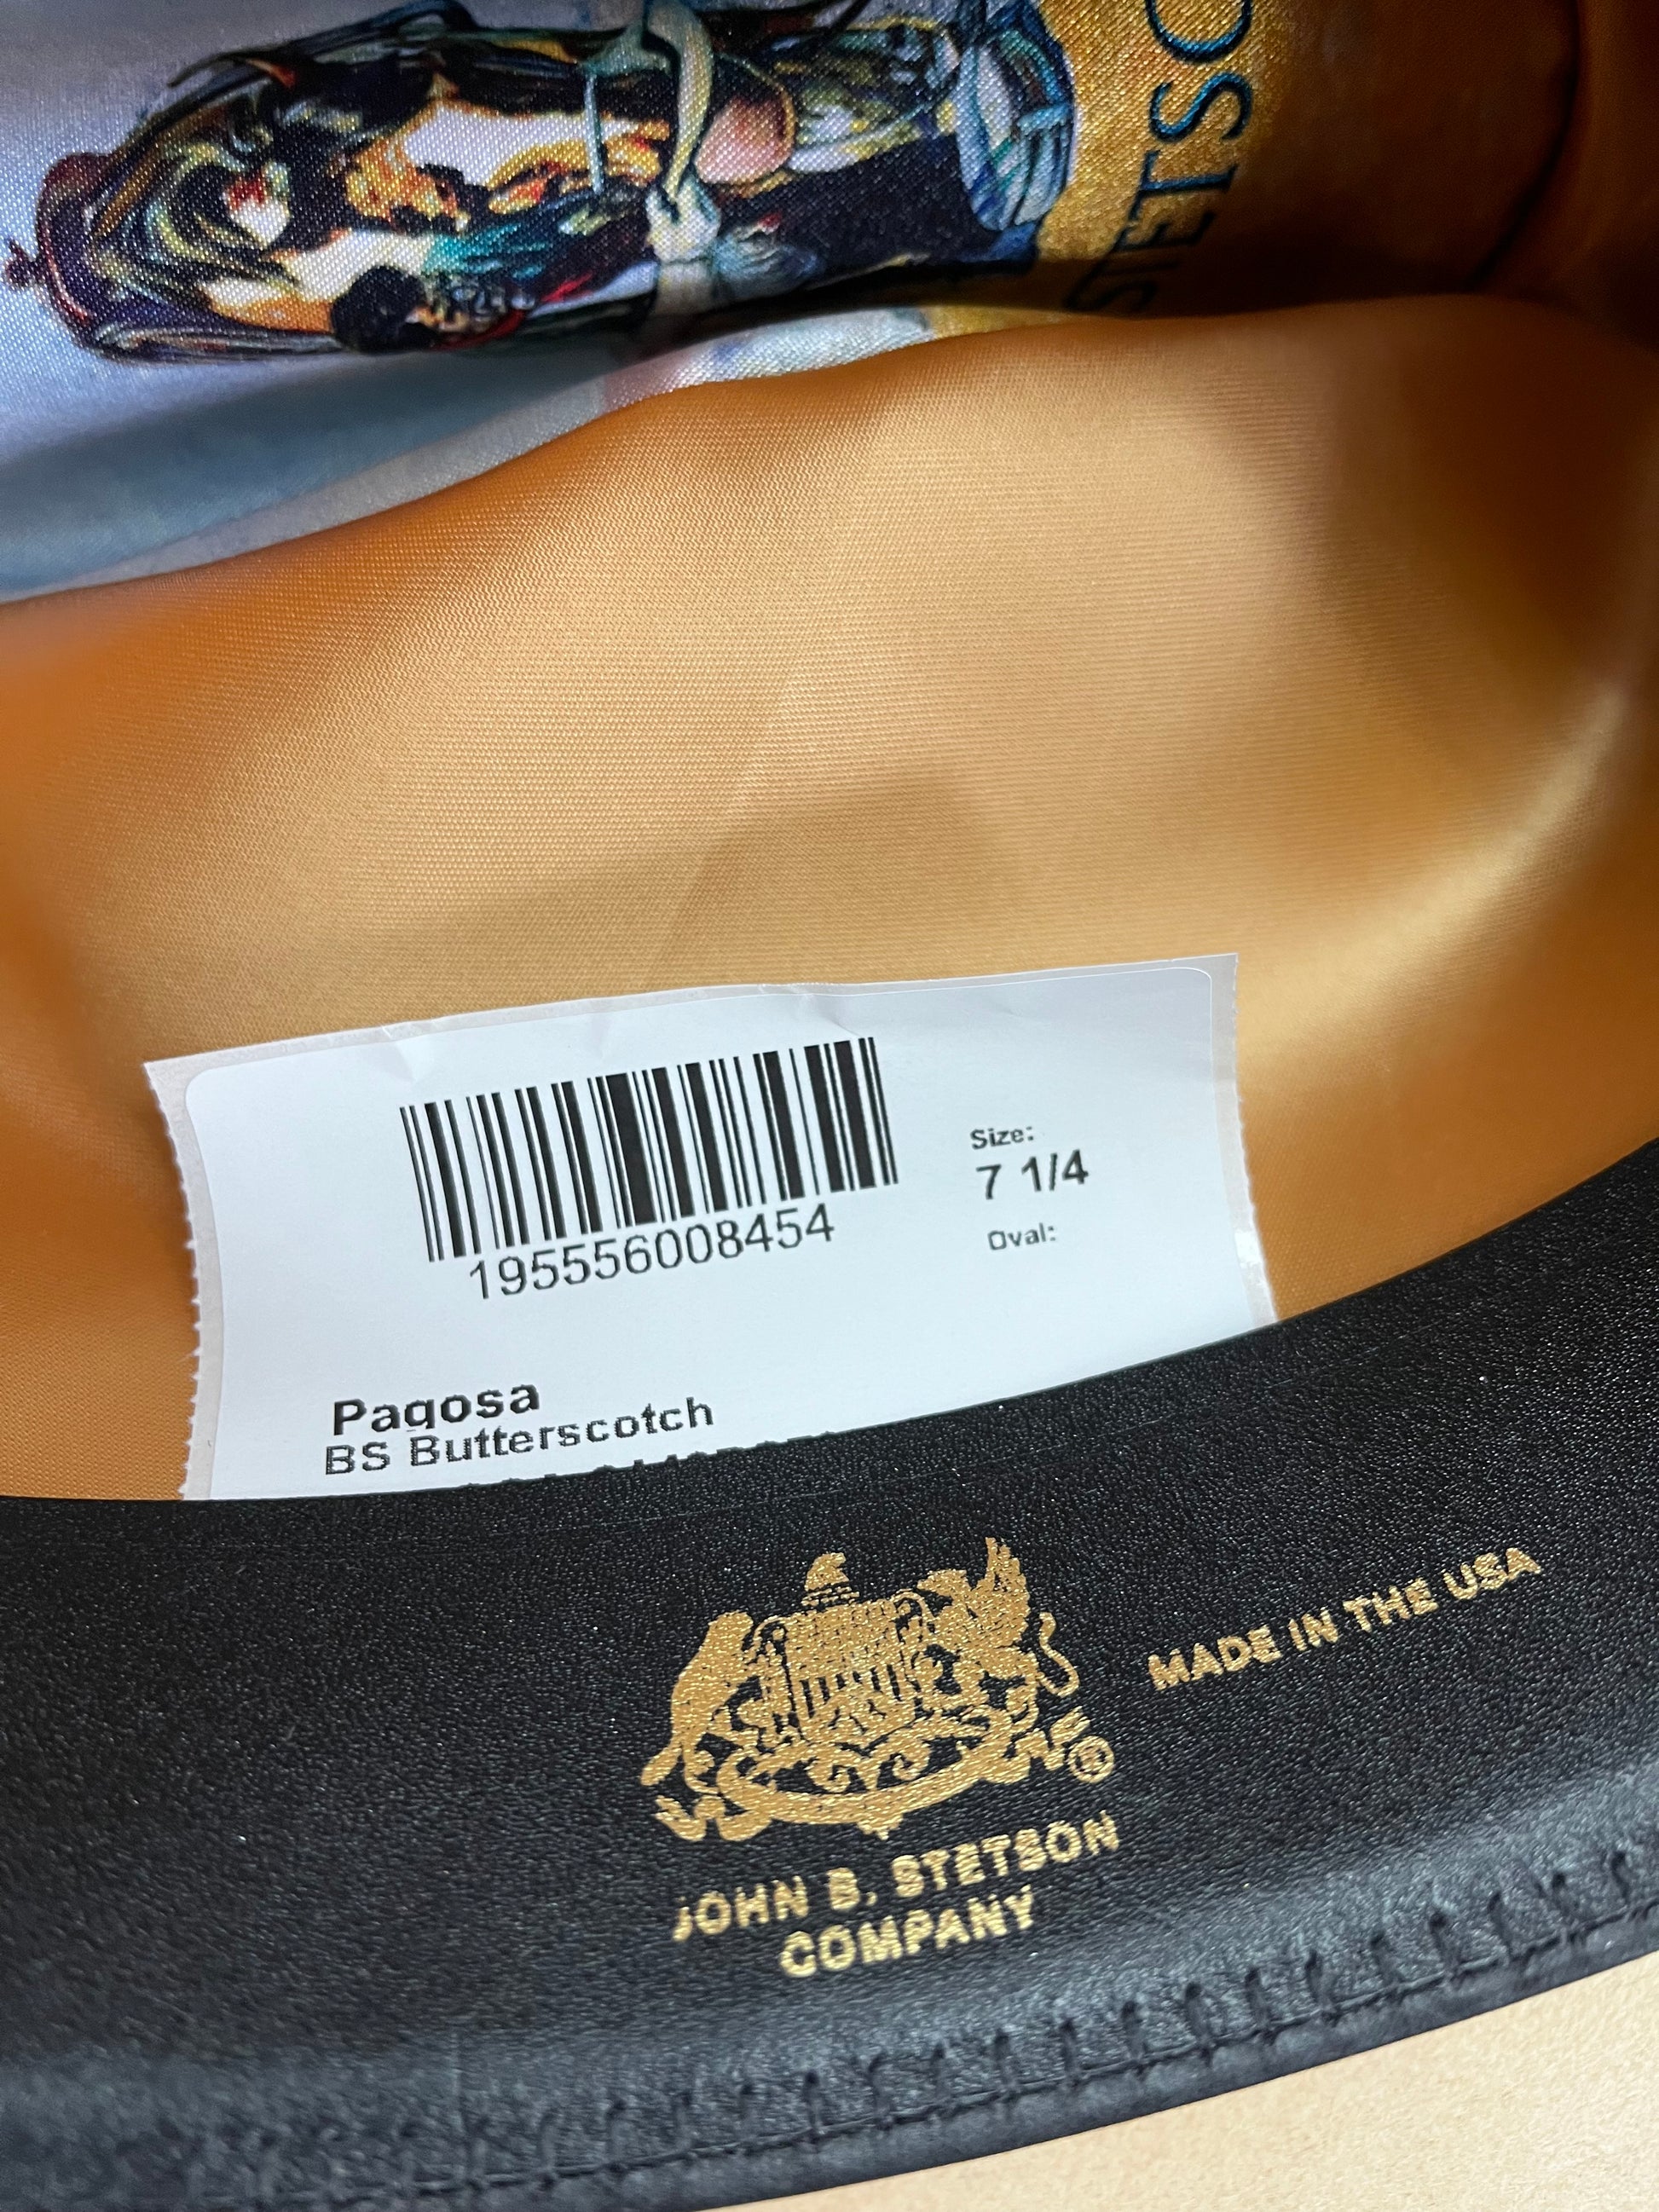 STETSO
Size:
7 1/4
Oval:
195556008454
Pagosa
BS Butterscotch
MADE IN THE USA
®
JOHN B. STETSON
COMPANY